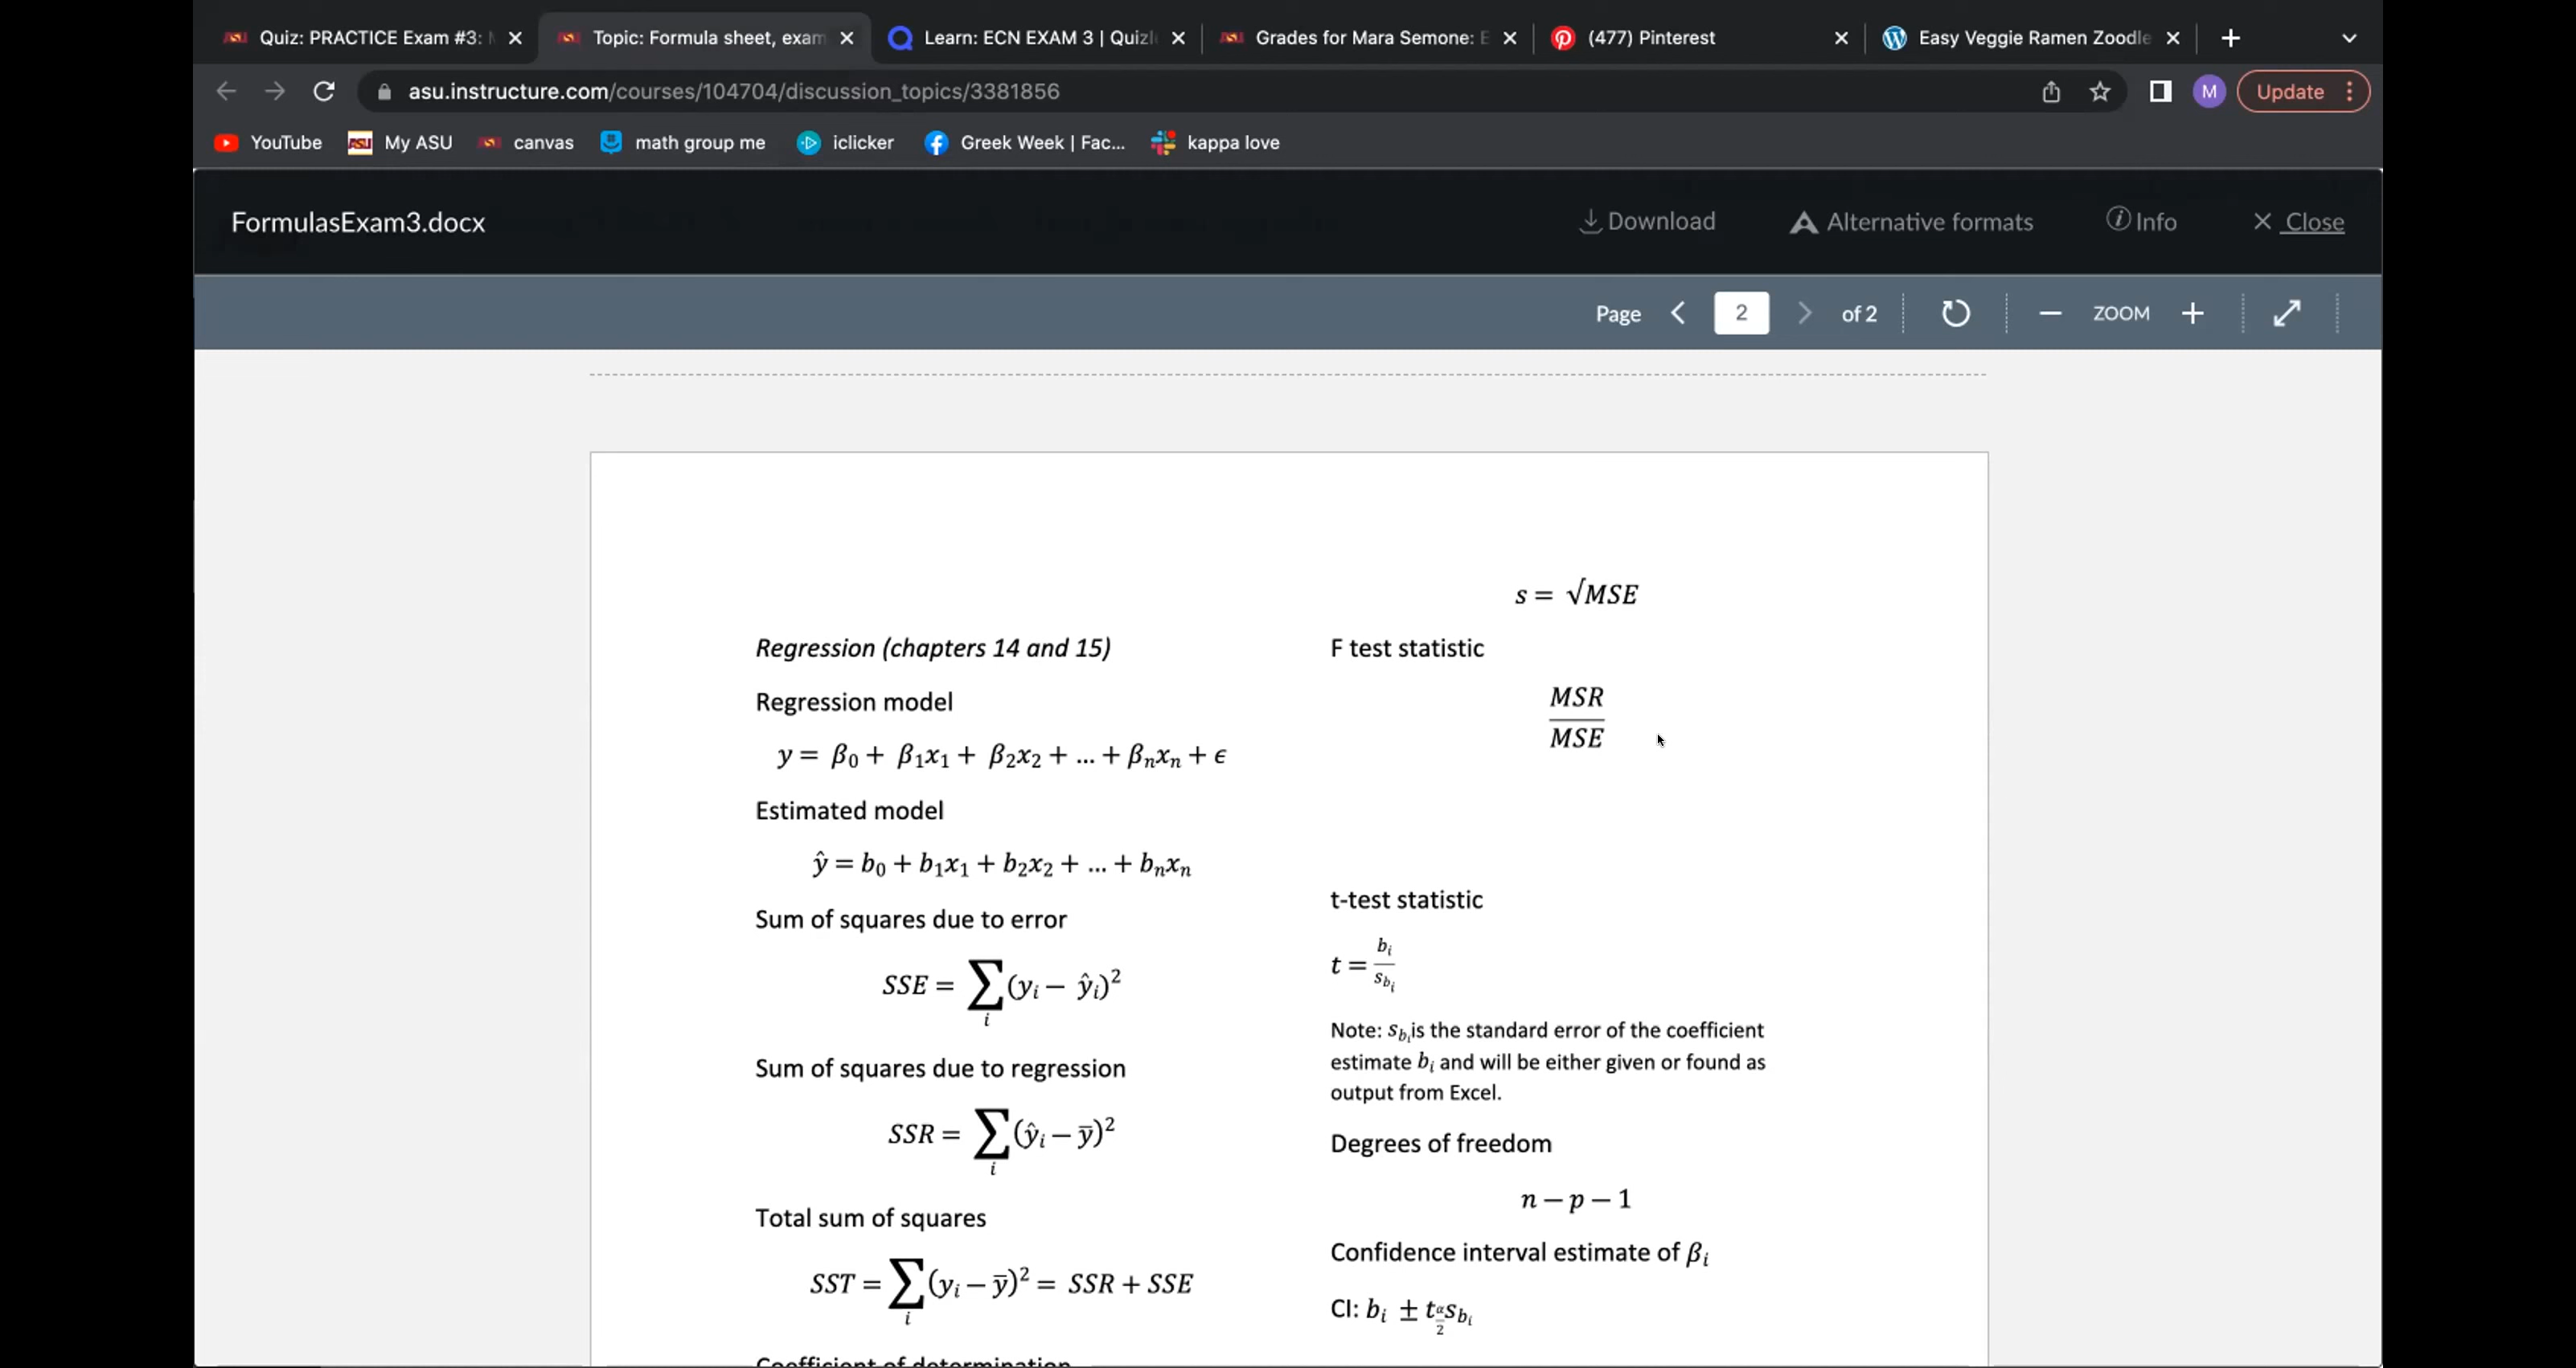 Quiz: PRACTICE Exam #3: M
Topic: Formula sheet, exam
Learn: ECN EXAM 3 | Quizl
Grades for Mara Semone: E
(477) Pinterest
Easy Veggie Ramen Zoodle
asu.instructure.com/courses/104704/discussion_topics/3381856
M
Update
YouTube
My ASU
canvas
math group me
iclicker
Greek Week | Fac...
kappa love
FormulasExam3.docx
Download
Alternative formats
Info
Close
Page 2 of 2
ZOOM
Regression (chapters 14 and 15)
Regression model
y = β₀ + β₁x₁ + β₂x₂ + ... + βₙxₙ + ϵ
Estimated model
ŷ = b₀ + b₁x₁ + b₂x₂ + ... + bₙxₙ
Sum of squares due to error
SSE = ∑ᵢ(yᵢ − ŷᵢ)²
Sum of squares due to regression
SSR = ∑ᵢ(ŷᵢ − ȳ)²
Total sum of squares
SST = ∑ᵢ(yᵢ − ȳ)² = SSR + SSE
Coefficient of determination
s = √MSE
F test statistic
MSR
MSE
t-test statistic
t = bᵢ / s_bᵢ
Note: s_bᵢ is the standard error of the coefficient
estimate bᵢ and will be either given or found as
output from Excel.
Degrees of freedom
n − p − 1
Confidence interval estimate of βᵢ
CI: bᵢ ± t_α/2 s_bᵢ